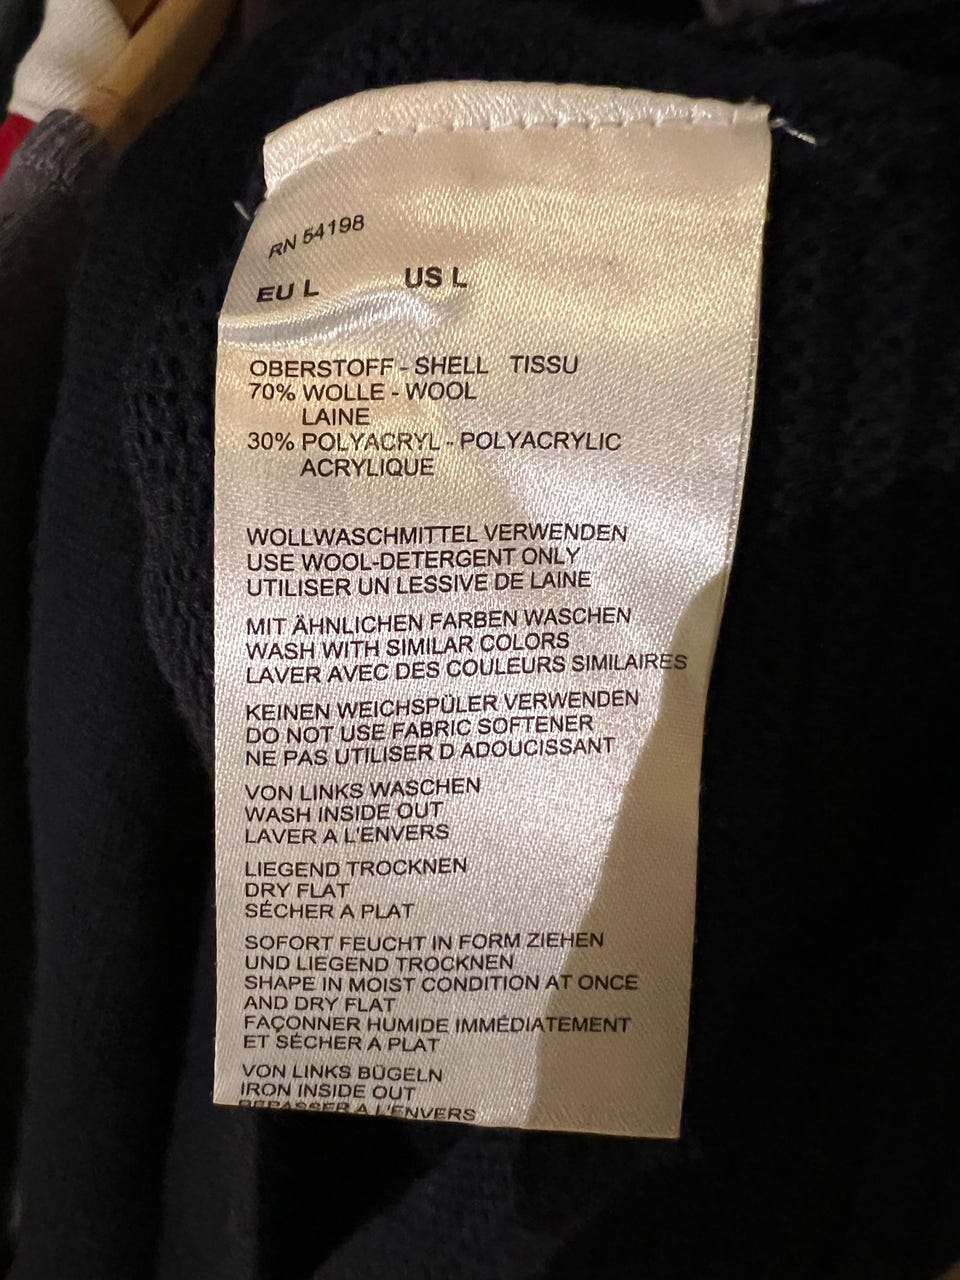 RN 54198
EU L US L
OBERSTOFF - SHELL TISSU
70% WOLLE - WOOL
LAINE
30% POLYACRYL - POLYACRYLIC
ACRYLIQUE
WOLLWASCHMITTEL VERWENDEN
USE WOOL-DETERGENT ONLY
UTILISER UN LESSIVE DE LAINE
MIT ÄHNLICHEN FARBEN WASCHEN
WASH WITH SIMILAR COLORS
LAVER AVEC DES COULEURS SIMILAIRES
KEINEN WEICHSPÜLER VERWENDEN
DO NOT USE FABRIC SOFTENER
NE PAS UTILISER D ADOUCISSANT
VON LINKS WASCHEN
WASH INSIDE OUT
LAVER A L'ENVERS
LIEGEND TROCKNEN
DRY FLAT
SÉCHER A PLAT
SOFORT FEUCHT IN FORM ZIEHEN
UND LIEGEND TROCKNEN
SHAPE IN MOIST CONDITION AT ONCE
AND DRY FLAT
FAÇONNER HUMIDE IMMÉDIATEMENT
ET SÉCHER A PLAT
VON LINKS BÜGELN
IRON INSIDE OUT
REPASSER A L'ENVERS